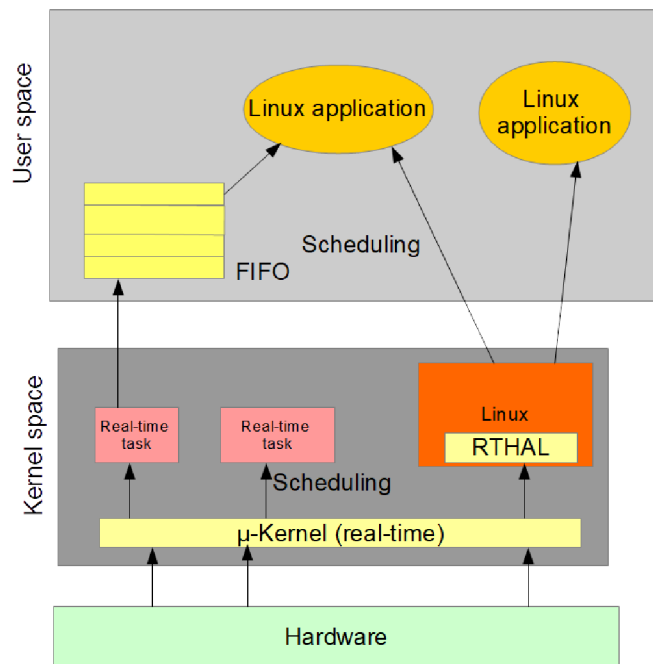 User space
Linux application
Linux
application
Scheduling
FIFO
Kernel space
Real-time
task
Real-time
task
Linux
RTHAL
Scheduling
µ-Kernel (real-time)
Hardware